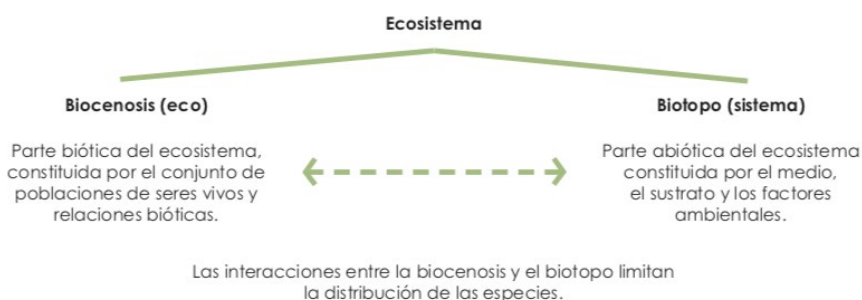 Ecosistema
Biocenosis (eco)
Parte biótica del ecosistema,
constituida por el conjunto de
poblaciones de seres vivos y
relaciones bióticas.
Biotopo (sistema)
Parte abiótica del ecosistema
constituida por el medio,
el sustrato y los factores
ambientales.
Las interacciones entre la biocenosis y el biotopo limitan
la distribución de las especies.